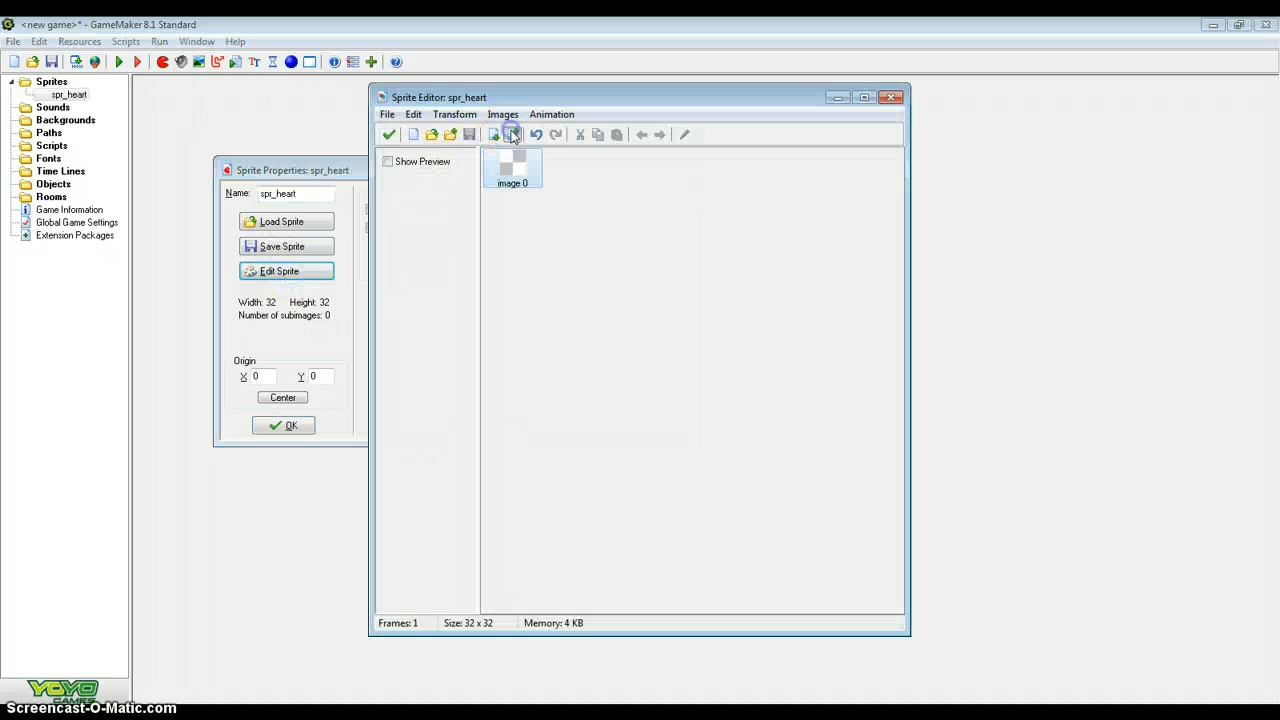 <new game>* - GameMaker 8.1 Standard
File Edit Resources Scripts Run Window Help
Sprites
spr_heart
Sounds
Backgrounds
Paths
Scripts
Fonts
Time Lines
Objects
Rooms
Game Information
Global Game Settings
Extension Packages
Sprite Properties: spr_heart
Name: spr_heart
Load Sprite
Save Sprite
Edit Sprite
Width: 32 Height: 32
Number of subimages: 0
Origin
X 0 Y 0
Center
OK
Sprite Editor: spr_heart
File Edit Transform Images Animation
Show Preview
image 0
Frames: 1 Size: 32 x 32 Memory: 4 KB
YOYO
GAMES
Screencast-O-Matic.com